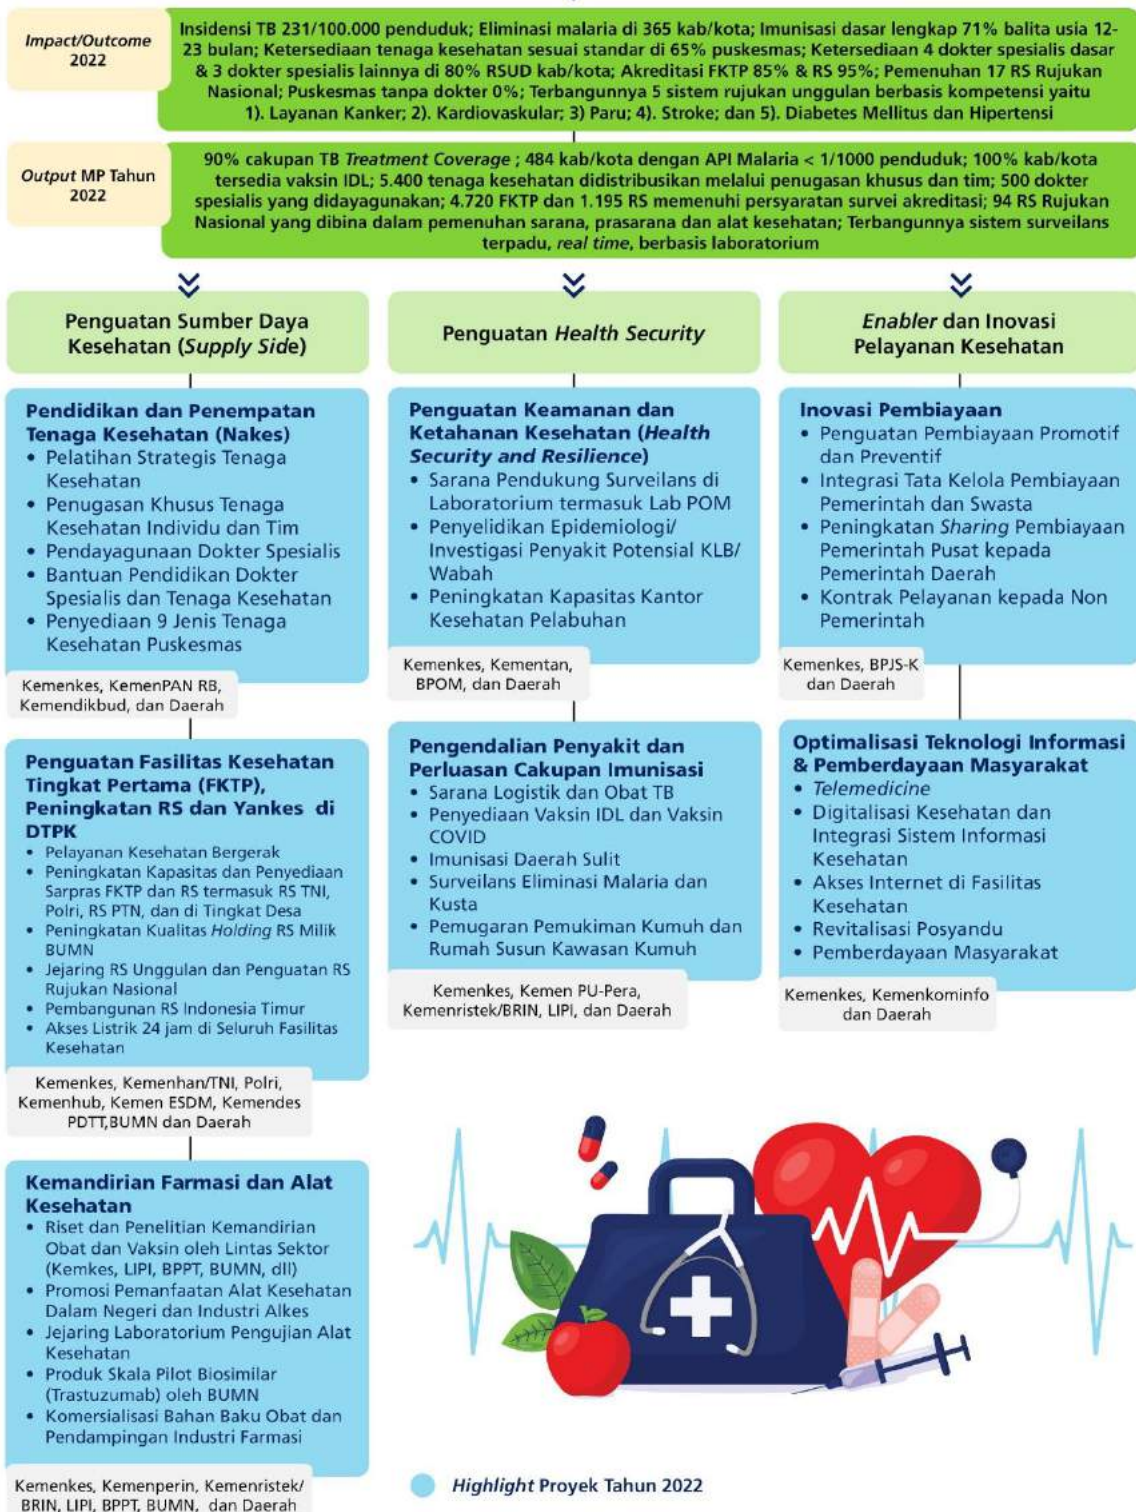 Impact/Outcome
2022
Insidensi TB 231/100.000 penduduk; Eliminasi malaria di 365 kab/kota; Imunisasi dasar lengkap 71% balita usia 12-
23 bulan; Ketersediaan tenaga kesehatan sesuai standar di 65% puskesmas; Ketersediaan 4 dokter spesialis dasar
& 3 dokter spesialis lainnya di 80% RSUD kab/kota; Akreditasi FKTP 85% & RS 95%; Pemenuhan 17 RS Rujukan
Nasional; Puskesmas tanpa dokter 0%; Terbangunnya 5 sistem rujukan unggulan berbasis kompetensi yaitu
1). Layanan Kanker; 2). Kardiovaskular; 3) Paru; 4). Stroke; dan 5). Diabetes Mellitus dan Hipertensi
Output MP Tahun
2022
90% cakupan TB Treatment Coverage ; 484 kab/kota dengan API Malaria < 1/1000 penduduk; 100% kab/kota
tersedia vaksin IDL; 5.400 tenaga kesehatan didistribusikan melalui penugasan khusus dan tim; 500 dokter
spesialis yang didayagunakan; 4.720 FKTP dan 1.195 RS memenuhi persyaratan survei akreditasi; 94 RS Rujukan
Nasional yang dibina dalam pemenuhan sarana, prasarana dan alat kesehatan; Terbangunnya sistem surveilans
terpadu, real time, berbasis laboratorium
Penguatan Sumber Daya
Kesehatan (Supply Side)
Pendidikan dan Penempatan
Tenaga Kesehatan (Nakes)
• Pelatihan Strategis Tenaga
Kesehatan
• Penugasan Khusus Tenaga
Kesehatan Individu dan Tim
• Pendayagunaan Dokter Spesialis
• Bantuan Pendidikan Dokter
Spesialis dan Tenaga Kesehatan
• Penyediaan 9 Jenis Tenaga
Kesehatan Puskesmas
Kemenkes, KemenPAN RB,
Kemendikbud, dan Daerah
Penguatan Fasilitas Kesehatan
Tingkat Pertama (FKTP),
Peningkatan RS dan Yankes di
DTPK
• Pelayanan Kesehatan Bergerak
• Peningkatan Kapasitas dan Penyediaan
Sarpras FKTP dan RS termasuk RS TNI,
Polri, RS PTN, dan di Tingkat Desa
• Peningkatan Kualitas Holding RS Milik
BUMN
• Jejaring RS Unggulan dan Penguatan RS
Rujukan Nasional
• Pembangunan RS Indonesia Timur
• Akses Listrik 24 jam di Seluruh Fasilitas
Kesehatan
Kemenkes, Kemenhan/TNI, Polri,
Kemenhub, Kemen ESDM, Kemendes
PDTT,BUMN dan Daerah
Kemandirian Farmasi dan Alat
Kesehatan
• Riset dan Penelitian Kemandirian
Obat dan Vaksin oleh Lintas Sektor
(Kemkes, LIPI, BPPT, BUMN, dll)
• Promosi Pemanfaatan Alat Kesehatan
Dalam Negeri dan Industri Alkes
• Jejaring Laboratorium Pengujian Alat
Kesehatan
• Produk Skala Pilot Biosimilar
(Trastuzumab) oleh BUMN
• Komersialisasi Bahan Baku Obat dan
Pendampingan Industri Farmasi
Kemenkes, Kemenperin, Kemenristek/
BRIN, LIPI, BPPT, BUMN, dan Daerah
Penguatan Health Security
Penguatan Keamanan dan
Ketahanan Kesehatan (Health
Security and Resilience)
• Sarana Pendukung Surveilans di
Laboratorium termasuk Lab POM
• Penyelidikan Epidemiologi/
Investigasi Penyakit Potensial KLB/
Wabah
• Peningkatan Kapasitas Kantor
Kesehatan Pelabuhan
Kemenkes, Kementan,
BPOM, dan Daerah
Pengendalian Penyakit dan
Perluasan Cakupan Imunisasi
• Sarana Logistik dan Obat TB
• Penyediaan Vaksin IDL dan Vaksin
COVID
• Imunisasi Daerah Sulit
• Surveilans Eliminasi Malaria dan
Kusta
• Pemugaran Pemukiman Kumuh dan
Rumah Susun Kawasan Kumuh
Kemenkes, Kemen PU-Pera,
Kemenristek/BRIN, LIPI, dan Daerah
Enabler dan Inovasi
Pelayanan Kesehatan
Inovasi Pembiayaan
• Penguatan Pembiayaan Promotif
dan Preventif
• Integrasi Tata Kelola Pembiayaan
Pemerintah dan Swasta
• Peningkatan Sharing Pembiayaan
Pemerintah Pusat kepada
Pemerintah Daerah
• Kontrak Pelayanan kepada Non
Pemerintah
Kemenkes, BPJS-K
dan Daerah
Optimalisasi Teknologi Informasi
& Pemberdayaan Masyarakat
• Telemedicine
• Digitalisasi Kesehatan dan
Integrasi Sistem Informasi
Kesehatan
• Akses Internet di Fasilitas
Kesehatan
• Revitalisasi Posyandu
• Pemberdayaan Masyarakat
Kemenkes, Kemenkominfo
dan Daerah
Highlight Proyek Tahun 2022